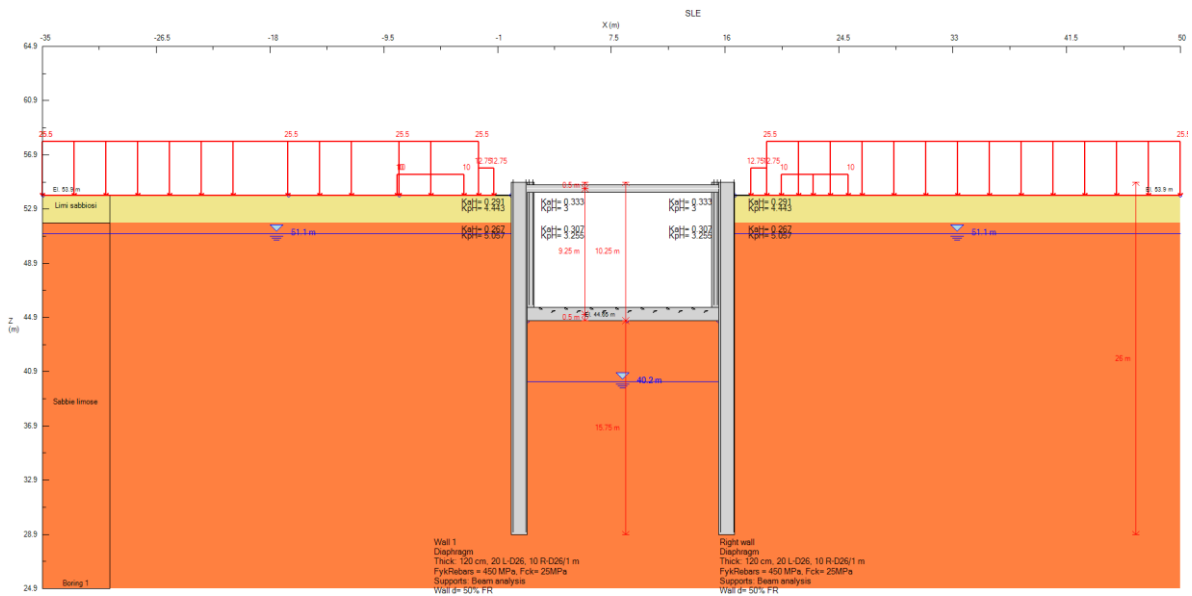 SLE
X (m)
-35 -26.5 -18 -9.5 -1 7.5 16 24.5 33 41.5 50
64.9
60.9
56.9
52.9
48.9
44.9
40.9
36.9
32.9
28.9
24.9
Z
(m)
25.5 25.5 25.5 25.5 25.5 25.5
12.75 12.75 12.75 12.75
10 10 10
El. 53.9 m 0.5 m El. 53.9 m
Limi sabbiosi
KaH= 0.291 KaH= 0.333 KaH= 0.333 KaH= 0.291
KpH= 4.443 KpH= 3 KpH= 3 KpH= 4.443
KaH= 0.267 KaH= 0.307 KaH= 0.307 KaH= 0.267
KpH= 5.057 KpH= 3.255 KpH= 3.255 KpH= 5.057
51.1 m 51.1 m
9.25 m 10.25 m
0.5 m
25 m
40.2 m
Sabbie limose
15.75 m
Boring 1
Wall 1
Diaphragm
Thick: 120 cm, 20 L-D26, 10 R-D26/1 m
FykRebars = 450 MPa, Fck= 25MPa
Supports: Beam analysis
Wall d= 50% FR
Right wall
Diaphragm
Thick: 120 cm, 20 L-D26, 10 R-D26/1 m
FykRebars = 450 MPa, Fck= 25MPa
Supports: Beam analysis
Wall d= 50% FR